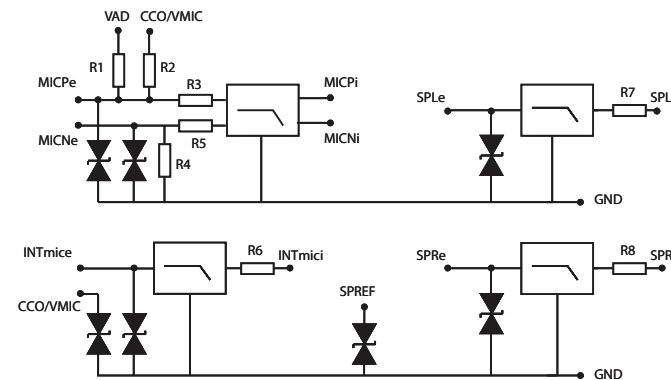 VAD CCO/VMIC
R1 R2
MICPe R3 MICPi
MICNe R5 MICNi
R4
SPLe R7 SPL
GND
INTmice R6 INTmici
CCO/VMIC
SPREF
SPRe R8 SPR
GND